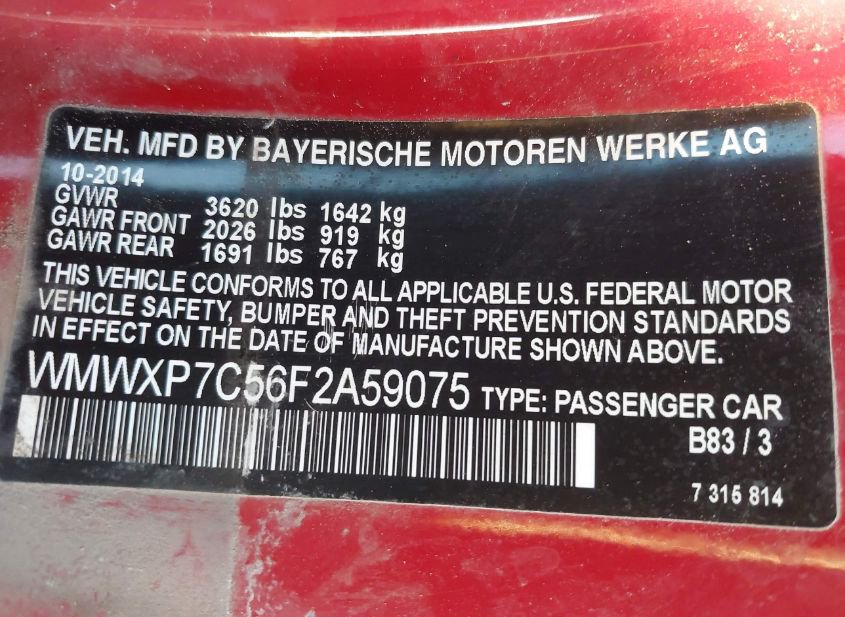 VEH. MFD BY BAYERISCHE MOTOREN WERKE AG
10-2014
GVWR 3620 lbs 1642 kg
GAWR FRONT 2026 lbs 919 kg
GAWR REAR 1691 lbs 767 kg
THIS VEHICLE CONFORMS TO ALL APPLICABLE U.S. FEDERAL MOTOR
VEHICLE SAFETY, BUMPER AND THEFT PREVENTION STANDARDS
IN EFFECT ON THE DATE OF MANUFACTURE SHOWN ABOVE.
WMWXP7C56F2A59075 TYPE: PASSENGER CAR
B83 / 3
7 315 814